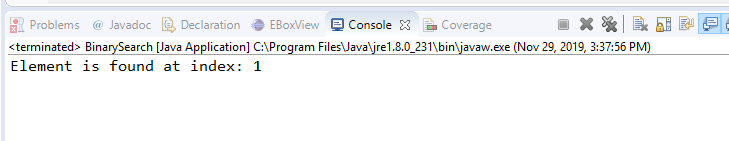 Problems @ Javadoc Declaration EBoxView Console Coverage
<terminated> BinarySearch [Java Application] C:\Program Files\Java\jre1.8.0_231\bin\javaw.exe (Nov 29, 2019, 3:37:56 PM)
Element is found at index: 1